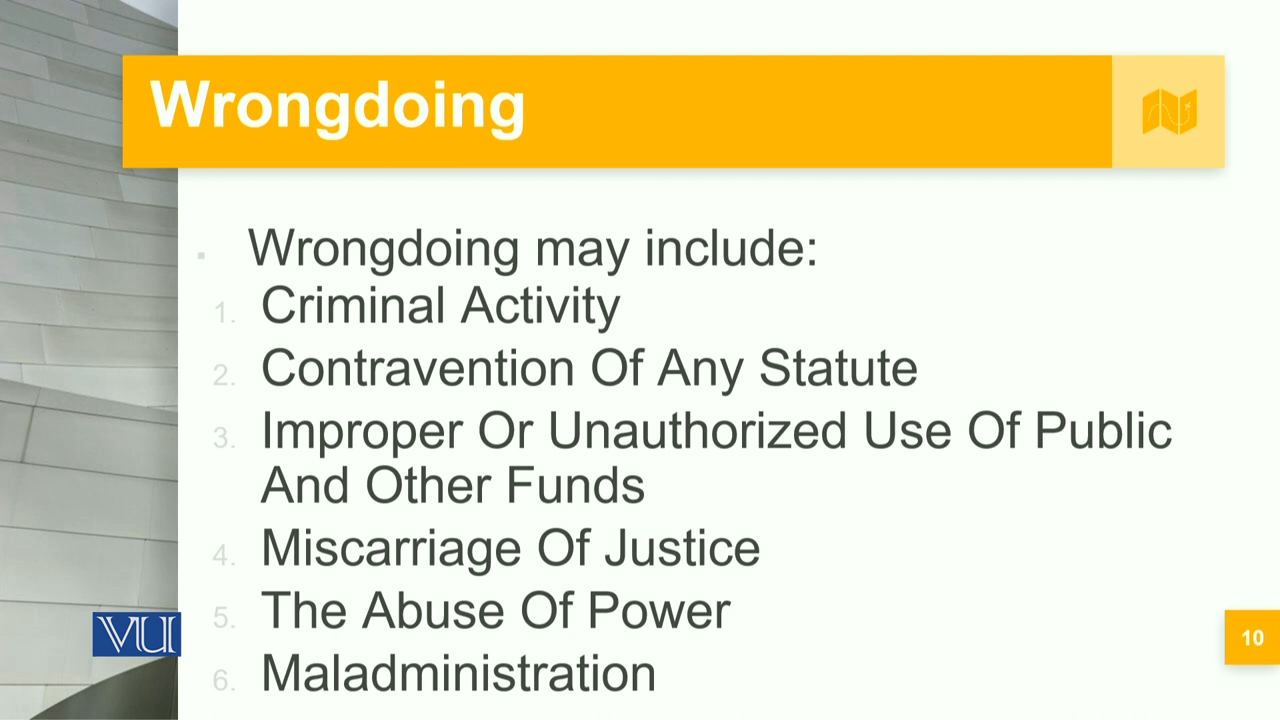 Wrongdoing
▪ Wrongdoing may include:
1. Criminal Activity
2. Contravention Of Any Statute
3. Improper Or Unauthorized Use Of Public
And Other Funds
4. Miscarriage Of Justice
5. The Abuse Of Power
6. Maladministration
VU
10